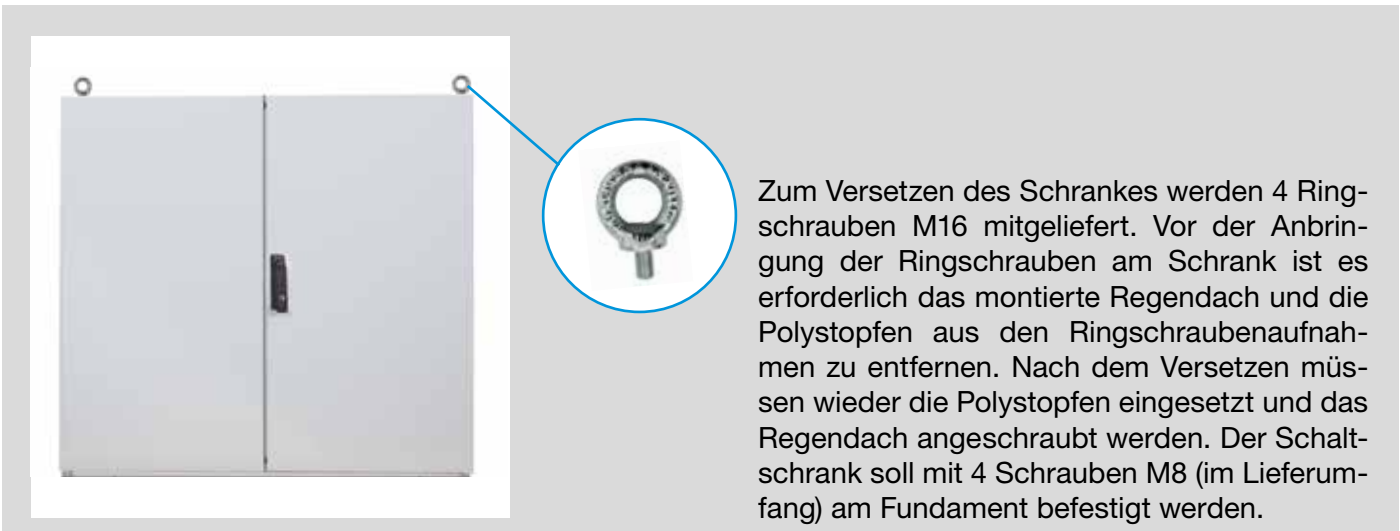 Zum Versetzen des Schrankes werden 4 Ring-
schrauben M16 mitgeliefert. Vor der Anbrin-
gung der Ringschrauben am Schrank ist es
erforderlich das montierte Regendach und die
Polystopfen aus den Ringschraubenaufnah-
men zu entfernen. Nach dem Versetzen müs-
sen wieder die Polystopfen eingesetzt und das
Regendach angeschraubt werden. Der Schalt-
schrank soll mit 4 Schrauben M8 (im Lieferum-
fang) am Fundament befestigt werden.